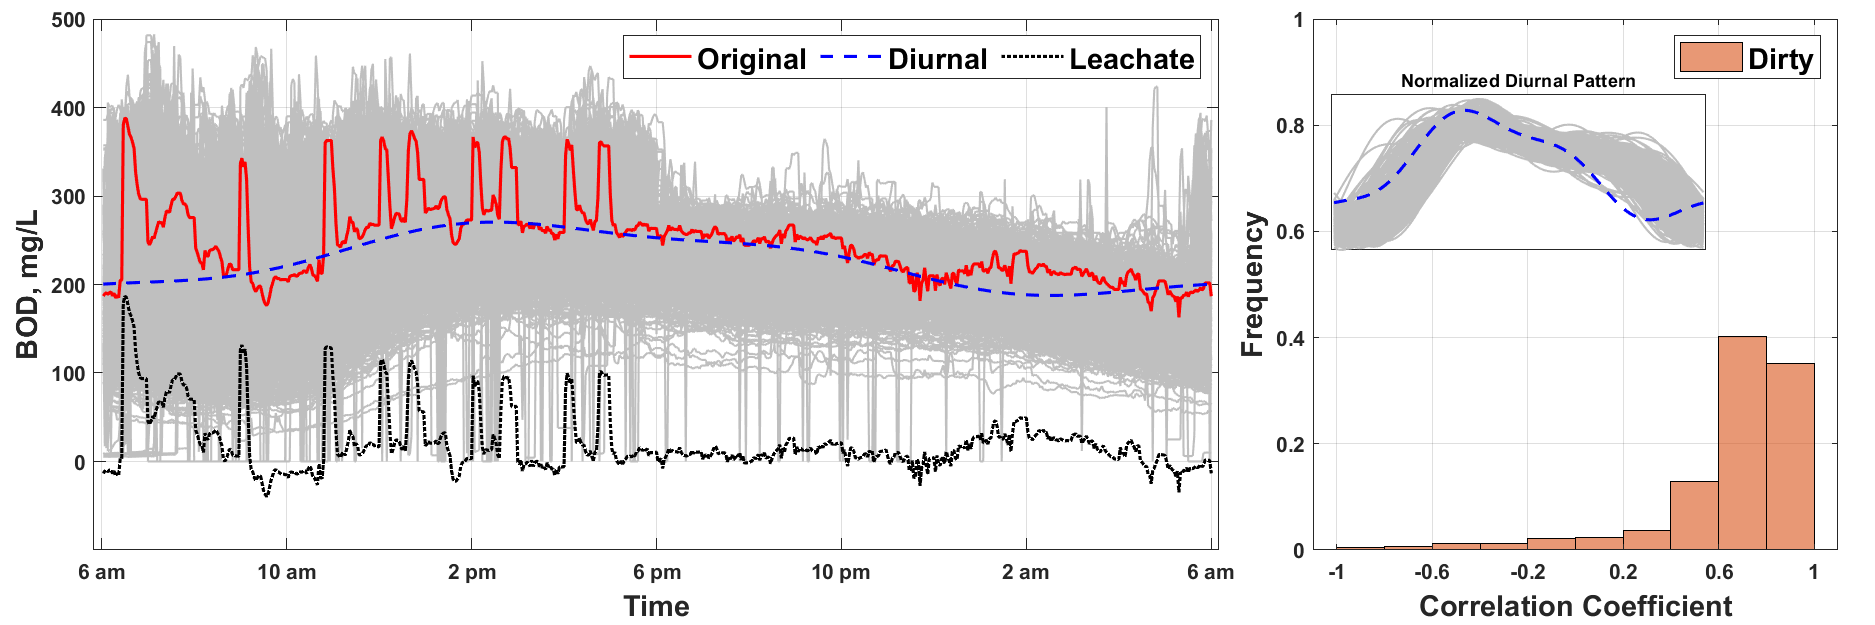 500
400
300
200
100
0
BOD, mg/L
Original
Diurnal
Leachate
6 am
10 am
2 pm
6 pm
10 pm
2 am
6 am
Time
1
0.8
0.6
0.4
0.2
0
Frequency
Dirty
Normalized Diurnal Pattern
-1
-0.6
-0.2
0.2
0.6
1
Correlation Coefficient